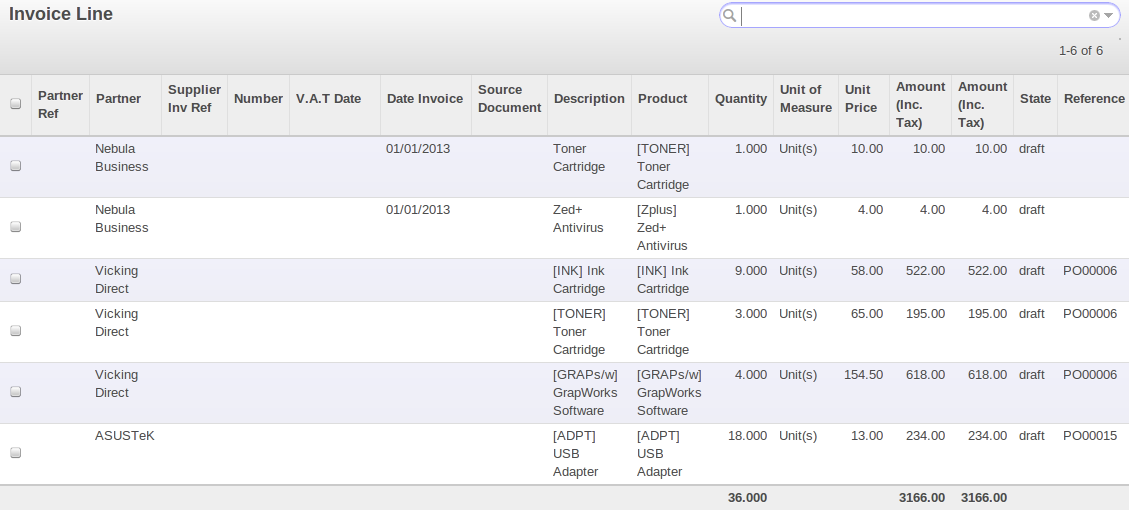 Invoice Line
1-6 of 6
Partner Ref Partner Supplier Inv Ref Number V.A.T Date Date Invoice Source Document Description Product Quantity Unit of Measure Unit Price Amount (Inc. Tax) Amount (Inc. Tax) State Reference
Nebula Business 01/01/2013 Toner Cartridge [TONER] Toner Cartridge 1.000 Unit(s) 10.00 10.00 10.00 draft
Nebula Business 01/01/2013 Zed+ Antivirus [Zplus] Zed+ Antivirus 1.000 Unit(s) 4.00 4.00 4.00 draft
Vicking Direct [INK] Ink Cartridge [INK] Ink Cartridge 9.000 Unit(s) 58.00 522.00 522.00 draft PO00006
Vicking Direct [TONER] Toner Cartridge [TONER] Toner Cartridge 3.000 Unit(s) 65.00 195.00 195.00 draft PO00006
Vicking Direct [GRAPs/w] GrapWorks Software [GRAPs/w] GrapWorks Software 4.000 Unit(s) 154.50 618.00 618.00 draft PO00006
ASUSTeK [ADPT] USB Adapter [ADPT] USB Adapter 18.000 Unit(s) 13.00 234.00 234.00 draft PO00015
36.000 3166.00 3166.00